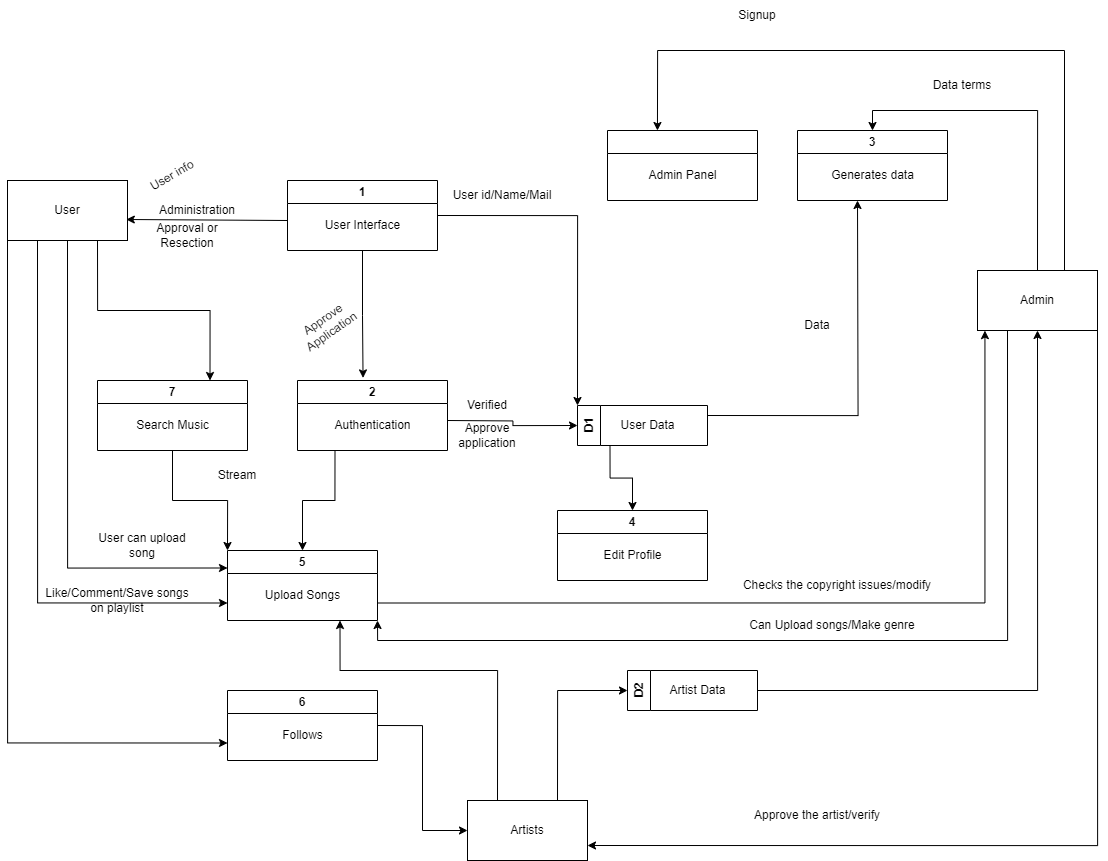 Signup
Data terms
Admin Panel
3
Generates data
User info
User
Administration
Approval or
Resection
1
User Interface
User id/Name/Mail
Admin
Approve
Application
Data
7
Search Music
2
Authentication
Verified
Approve
application
D1
User Data
Stream
4
Edit Profile
User can upload
song
5
Upload Songs
Like/Comment/Save songs
on playlist
Checks the copyright issues/modify
Can Upload songs/Make genre
6
Follows
D2
Artist Data
Artists
Approve the artist/verify